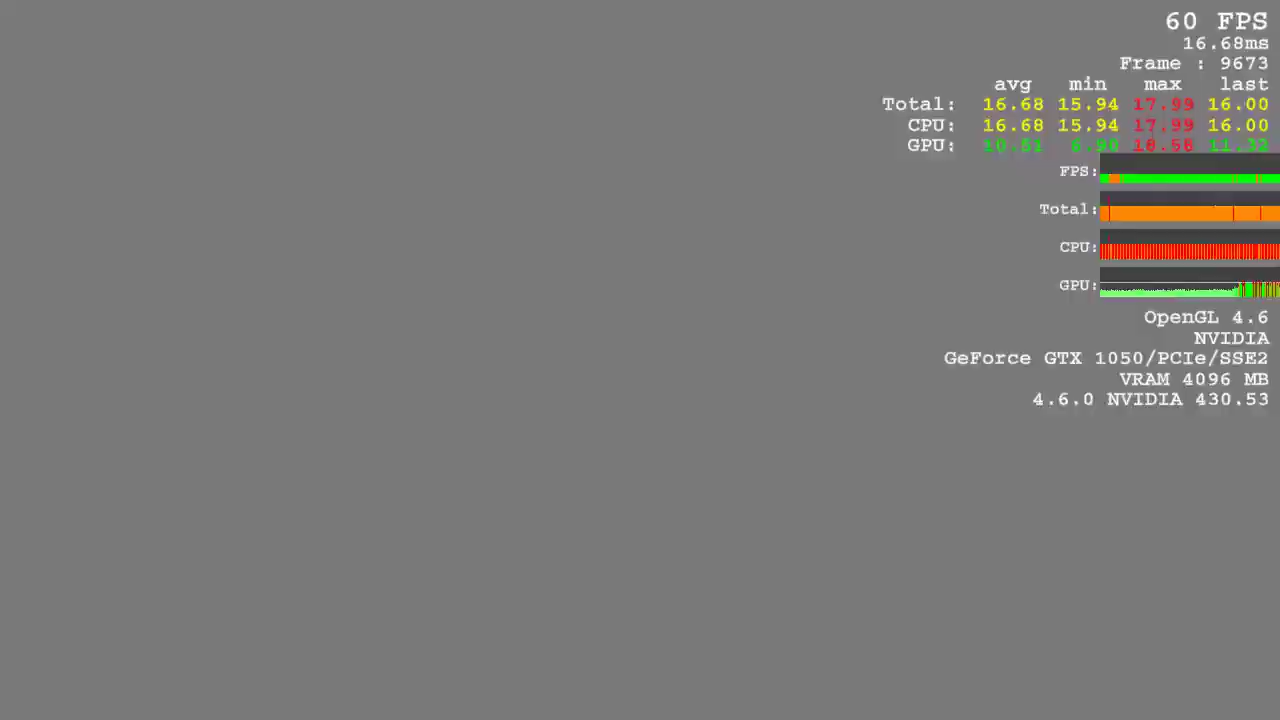 60 FPS
16.68ms
Frame : 9673
avg min max last
Total: 16.68 15.94 17.99 16.00
CPU: 16.68 15.94 17.99 16.00
GPU:
FPS:
Total:
CPU:
GPU:
OpenGL 4.6
NVIDIA
GeForce GTX 1050/PCIe/SSE2
VRAM 4096 MB
4.6.0 NVIDIA 430.53